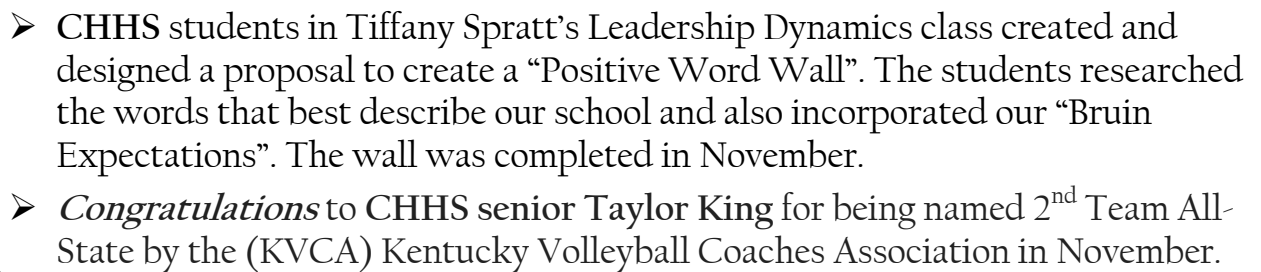 ➢ CHHS students in Tiffany Spratt’s Leadership Dynamics class created and
designed a proposal to create a “Positive Word Wall”. The students researched
the words that best describe our school and also incorporated our “Bruin
Expectations”. The wall was completed in November.
➢ Congratulations to CHHS senior Taylor King for being named 2nd Team All-
State by the (KVCA) Kentucky Volleyball Coaches Association in November.